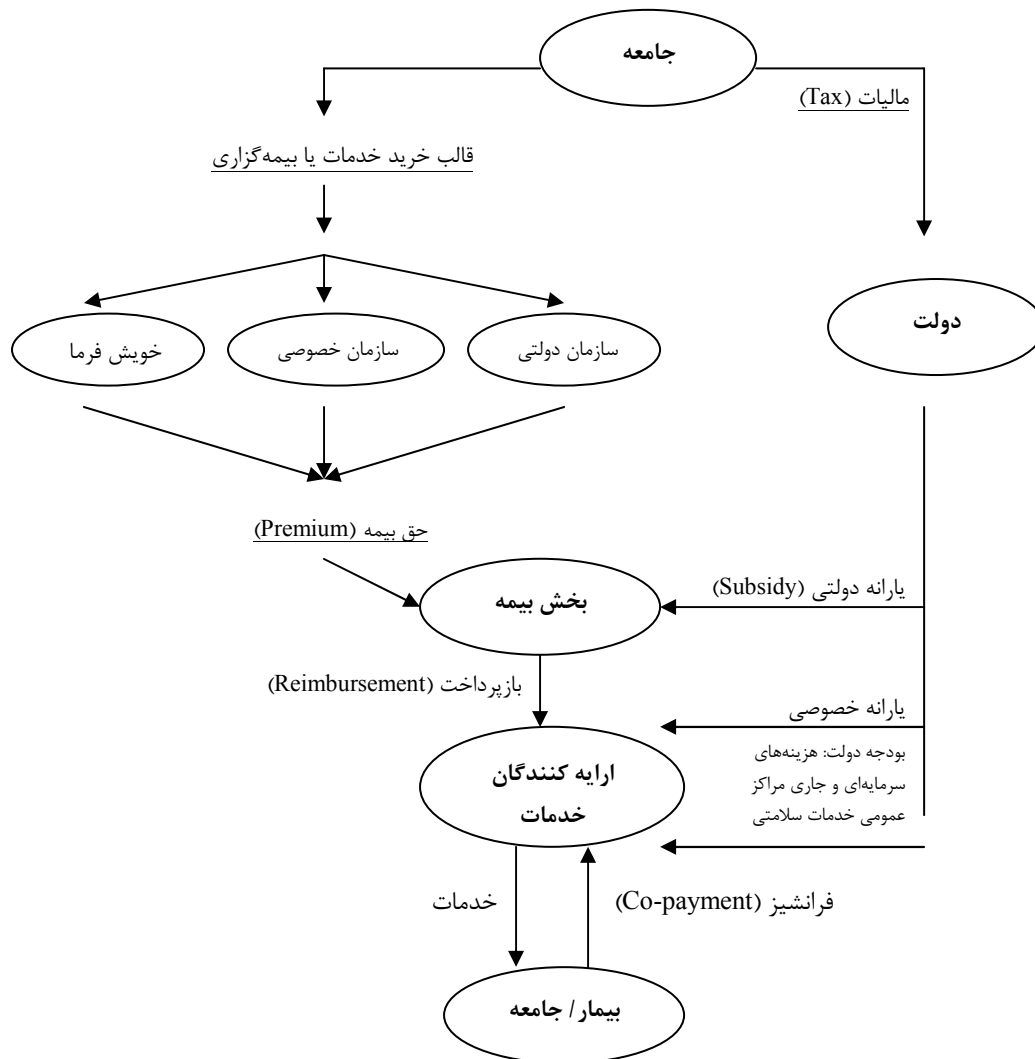 جامعه
مالیات (Tax)
قالب خرید خدمات یا بیمه‌گزاری
دولت
سازمان دولتی
سازمان خصوصی
خویش فرما
حق بیمه (Premium)
یارانه دولتی (Subsidy)
بخش بیمه
بازپرداخت (Reimbursement)
یارانه خصوصی
بودجه دولت: هزینه‌های
سرمایه‌ای و جاری مراکز
عمومی خدمات سلامتی
ارایه کنندگان
خدمات
فرانشیز (Co-payment)
خدمات
بیمار/ جامعه